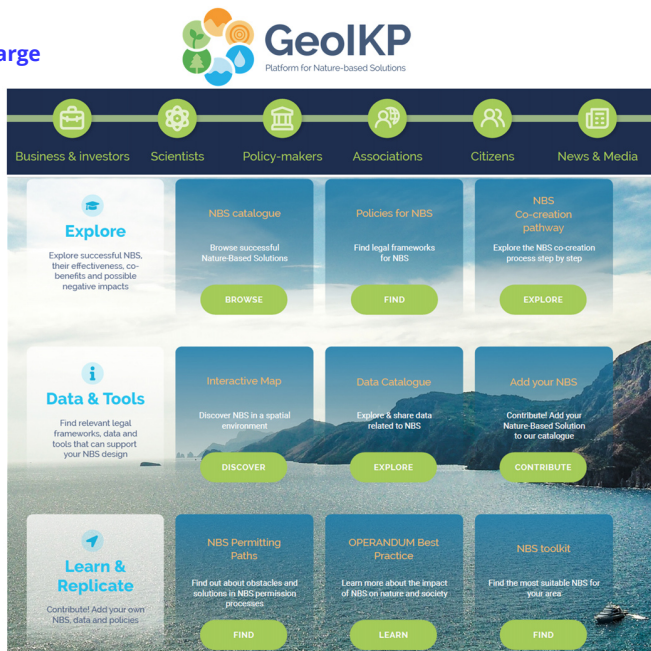 arge
GeoIKP
Platform for Nature-based Solutions
Business & investors
Scientists
Policy-makers
Associations
Citizens
News & Media
Explore
Explore successful NBS,
their effectiveness, co-
benefits and possible
negative impacts
NBS catalogue
Browse successful
Nature-Based Solutions
BROWSE
Policies for NBS
Find legal frameworks
for NBS
FIND
NBS
Co-creation
pathway
Explore the NBS co-creation
process step by step
EXPLORE
Data & Tools
Find relevant legal
frameworks, data and
tools that can support
your NBS design
Interactive Map
Discover NBS in a spatial
environment
DISCOVER
Data Catalogue
Explore & share data
related to NBS
EXPLORE
Add your NBS
Contribute! Add your
Nature-Based Solution
to our catalogue
CONTRIBUTE
Learn &
Replicate
Contribute! Add your own
NBS, data and policies
NBS Permitting
Paths
Find out about obstacles and
solutions in NBS permission
processes
FIND
OPERANDUM Best
Practice
Learn more about the impact
of NBS on nature and society
LEARN
NBS toolkit
Find the most suitable NBS for
your area
FIND